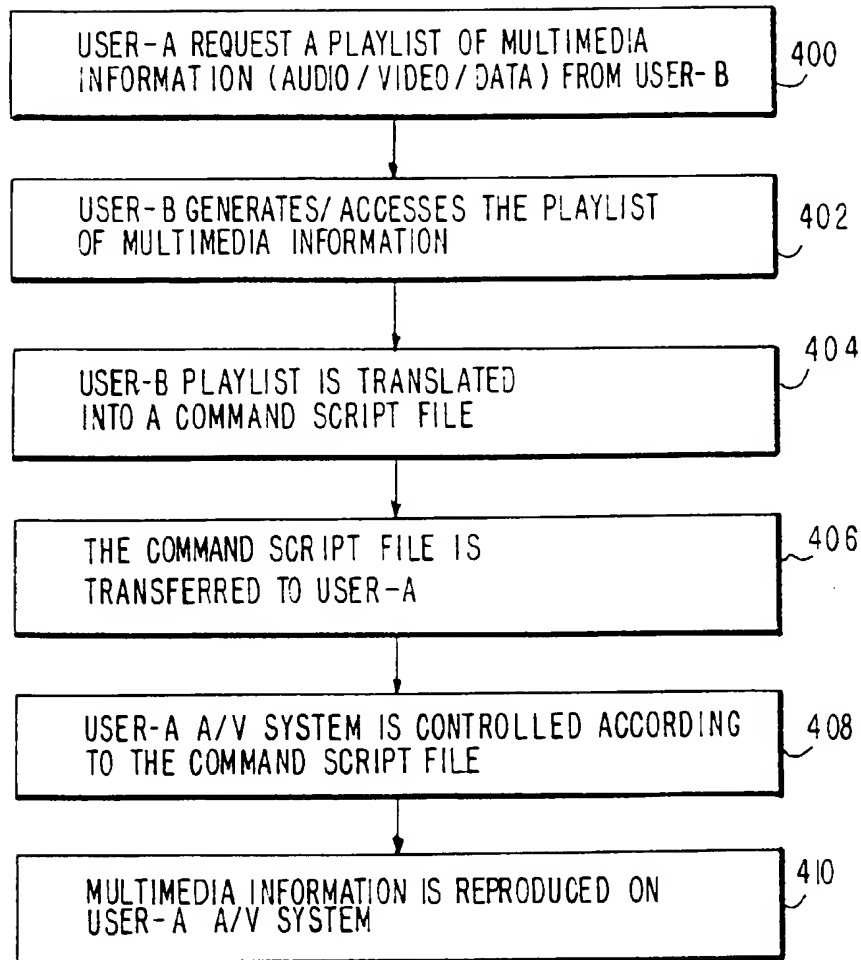 USER-A REQUEST A PLAYLIST OF MULTIMEDIA
INFORMATION (AUDIO/VIDEO/DATA) FROM USER-B
400
USER-B GENERATES/ACCESSES THE PLAYLIST
OF MULTIMEDIA INFORMATION
402
USER-B PLAYLIST IS TRANSLATED
INTO A COMMAND SCRIPT FILE
404
THE COMMAND SCRIPT FILE IS
TRANSFERRED TO USER-A
406
USER-A A/V SYSTEM IS CONTROLLED ACCORDING
TO THE COMMAND SCRIPT FILE
408
MULTIMEDIA INFORMATION IS REPRODUCED ON
USER-A A/V SYSTEM
410